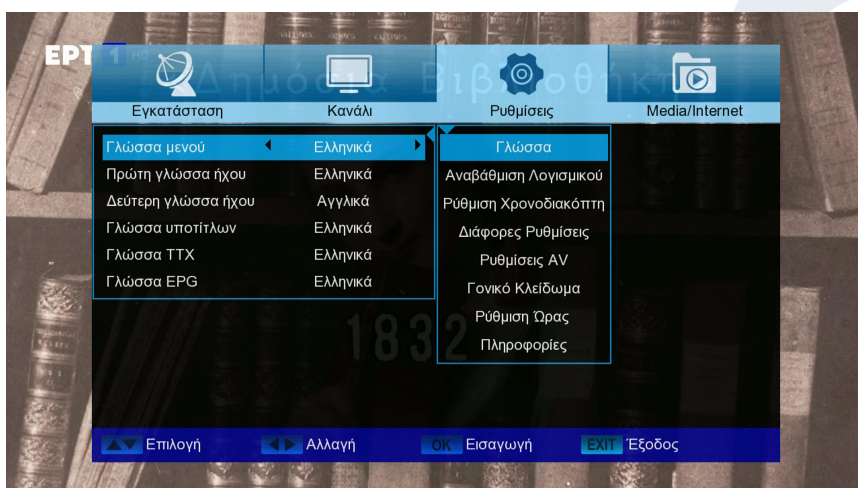 ΕΡΤ 1 HD
Δημόσια Βιβλιοθήκη
Εγκατάσταση
Κανάλι
Ρυθμίσεις
Media/Internet
Γλώσσα μενού Ελληνικά
Πρώτη γλώσσα ήχου Ελληνικά
Δεύτερη γλώσσα ήχου Αγγλικά
Γλώσσα υποτίτλων Ελληνικά
Γλώσσα TTX Ελληνικά
Γλώσσα EPG Ελληνικά
Γλώσσα
Αναβάθμιση Λογισμικού
Ρύθμιση Χρονοδιακόπτη
Διάφορες Ρυθμίσεις
Ρυθμίσεις AV
Γονικό Κλείδωμα
Ρύθμιση Ώρας
Πληροφορίες
1832
Επιλογή
Αλλαγή
OK Εισαγωγή
EXIT Έξοδος